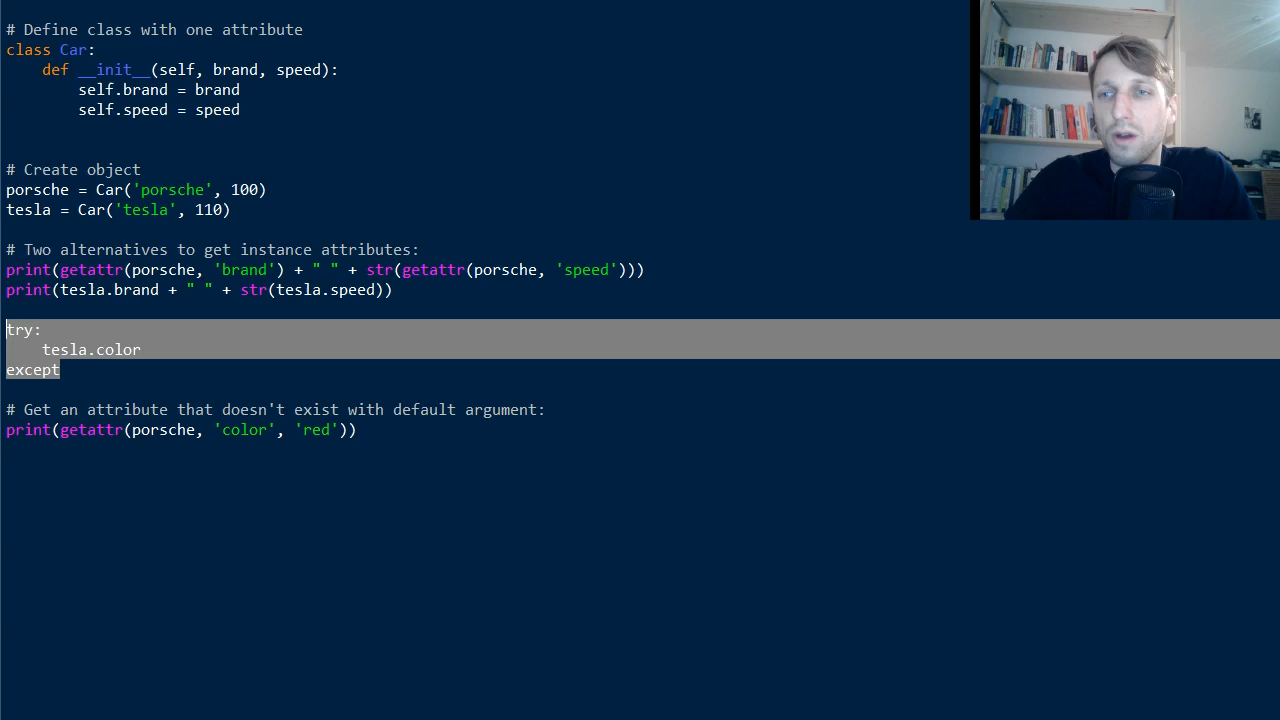 # Define class with one attribute
class Car:
    def __init__(self, brand, speed):
        self.brand = brand
        self.speed = speed
# Create object
porsche = Car('porsche', 100)
tesla = Car('tesla', 110)
# Two alternatives to get instance attributes:
print(getattr(porsche, 'brand') + " " + str(getattr(porsche, 'speed')))
print(tesla.brand + " " + str(tesla.speed))
try:
    tesla.color
except
# Get an attribute that doesn't exist with default argument:
print(getattr(porsche, 'color', 'red'))